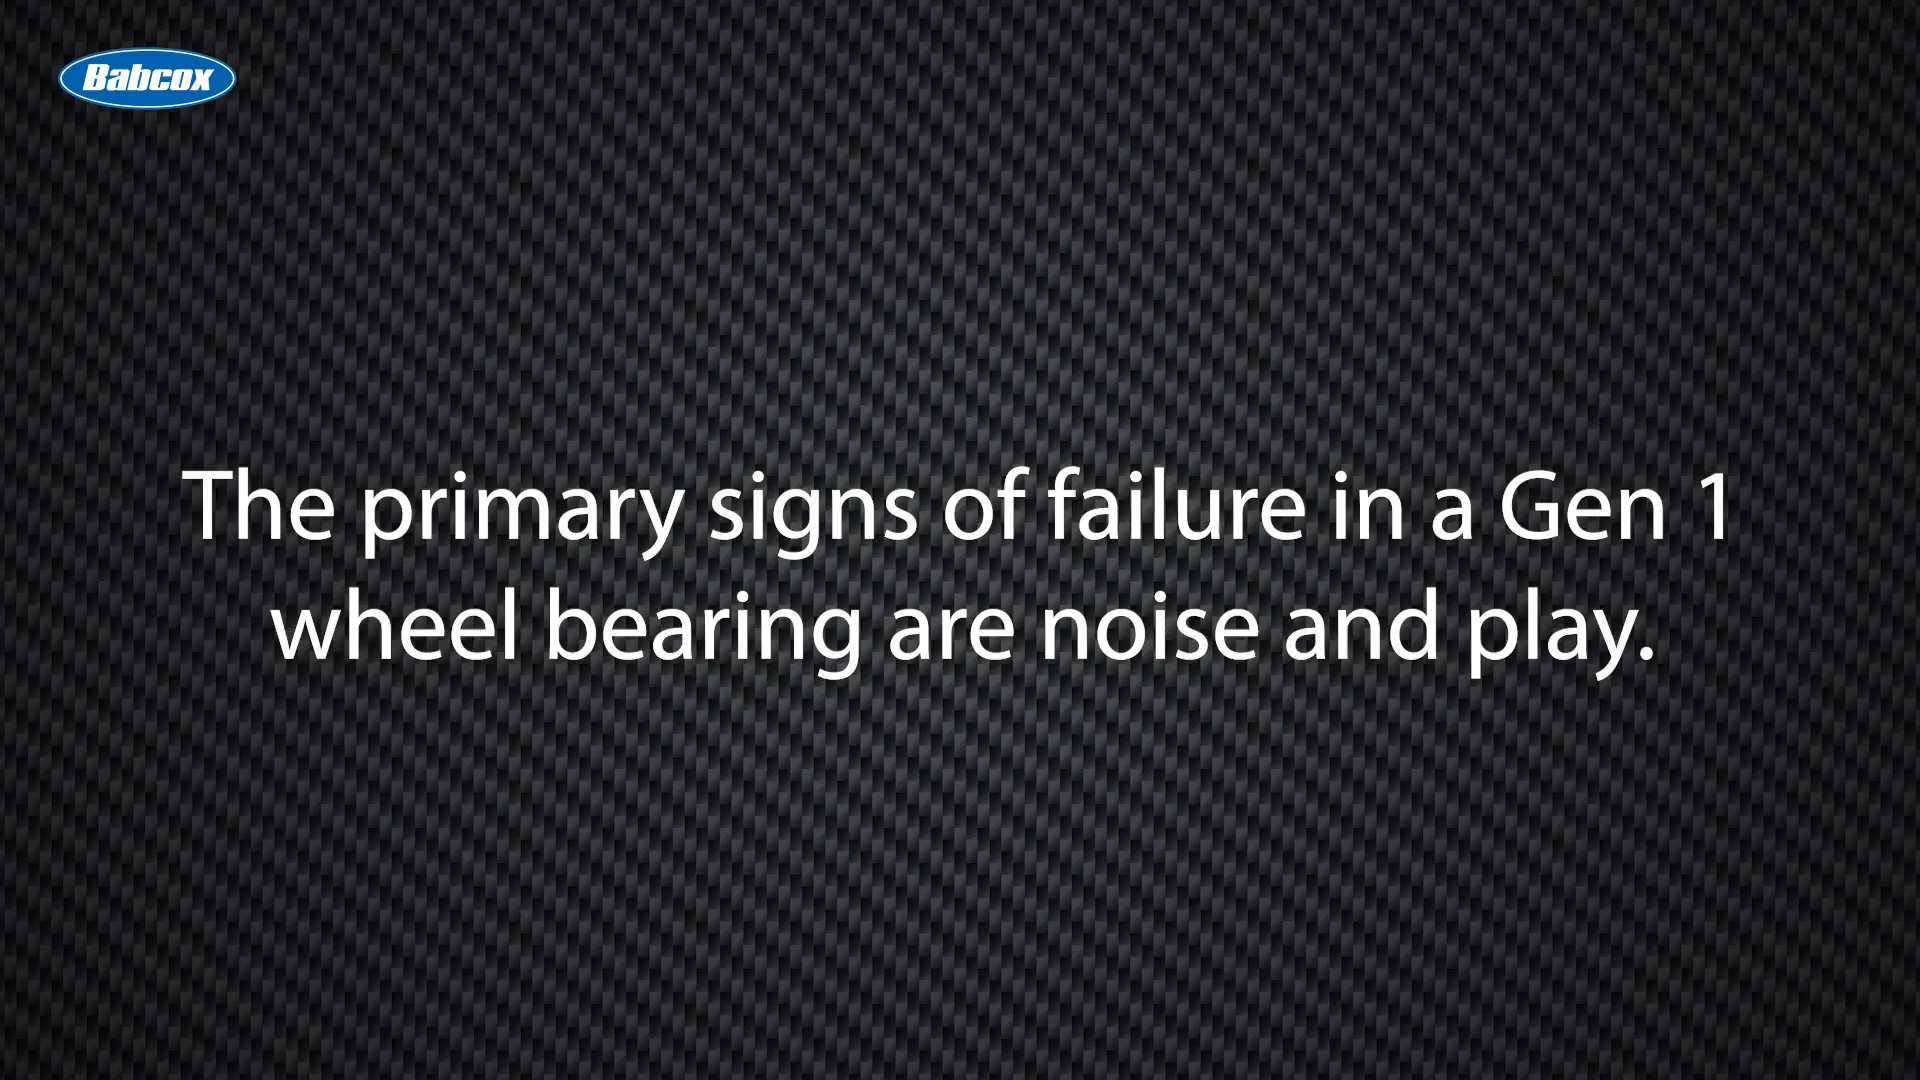 Babcox
The primary signs of failure in a Gen 1
wheel bearing are noise and play.